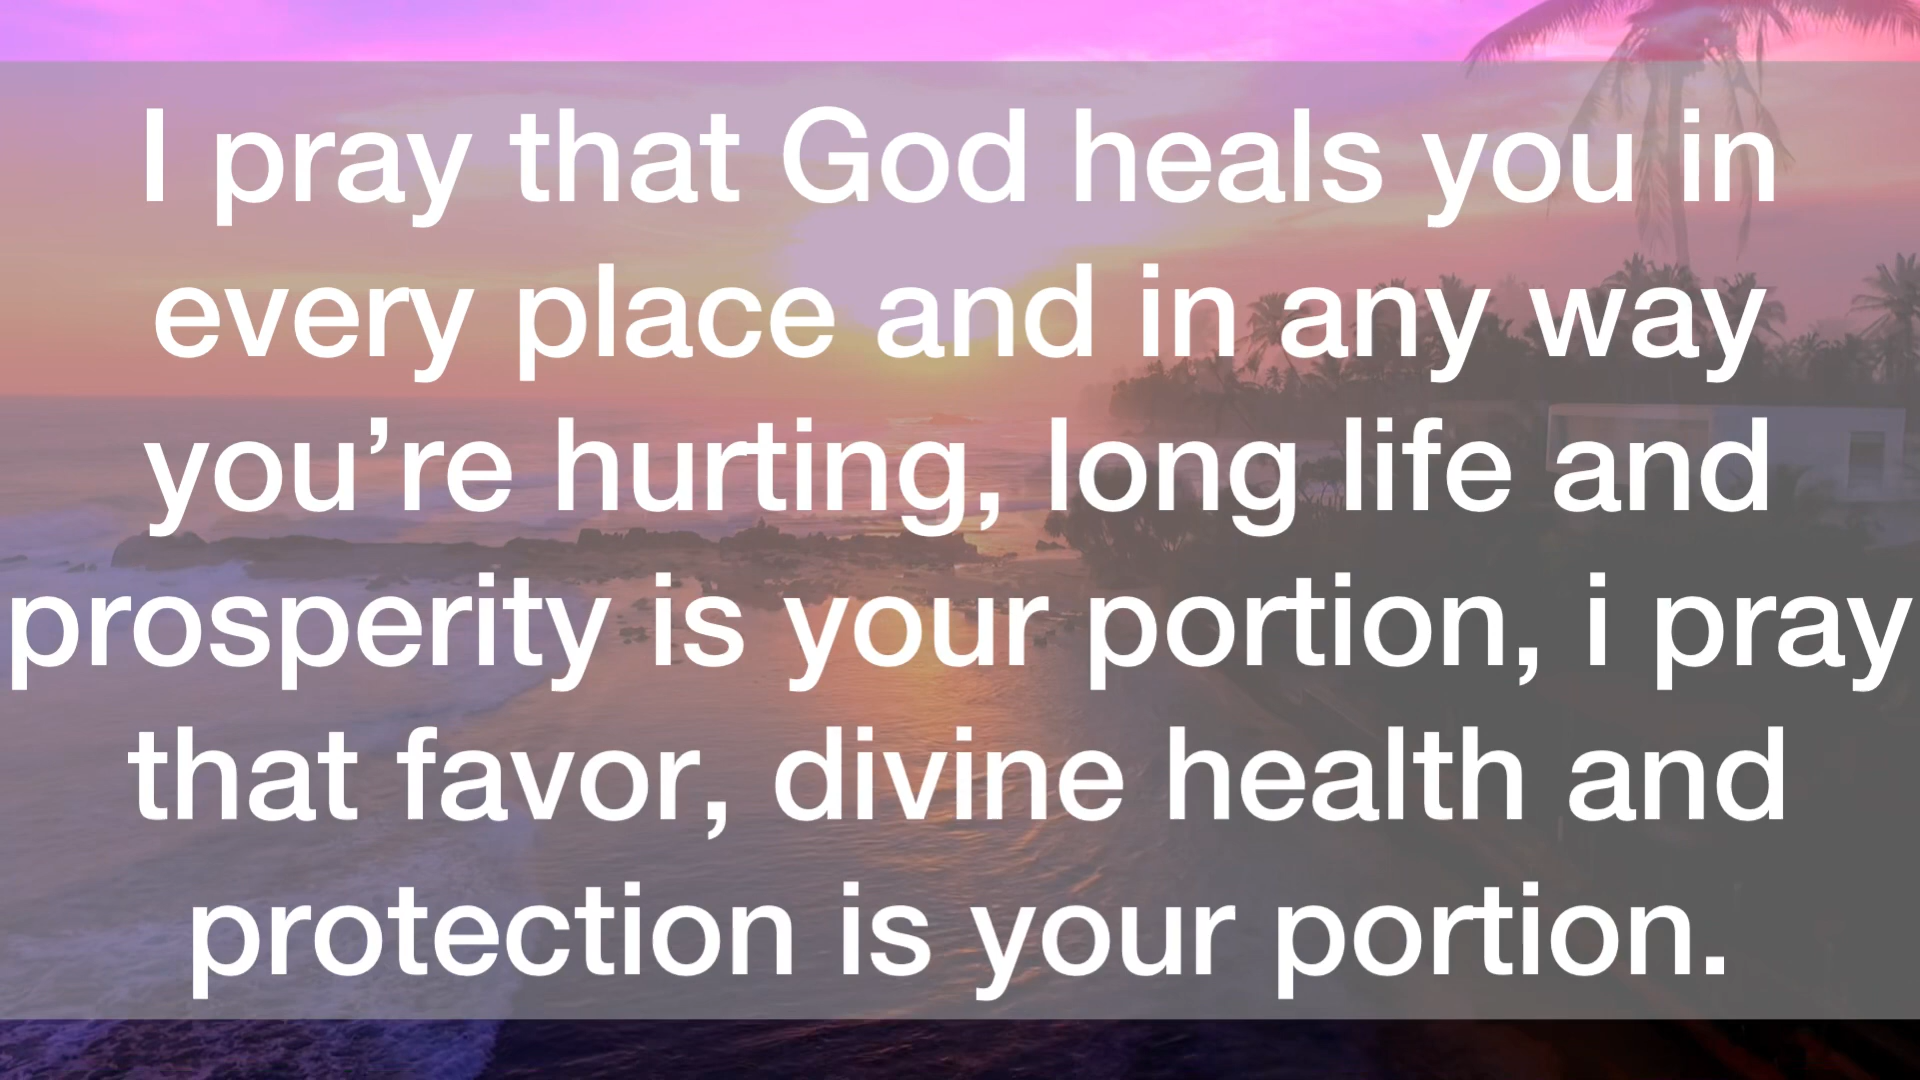 I pray that God heals you in
every place and in any way
you’re hurting, long life and
prosperity is your portion, i pray
that favor, divine health and
protection is your portion.